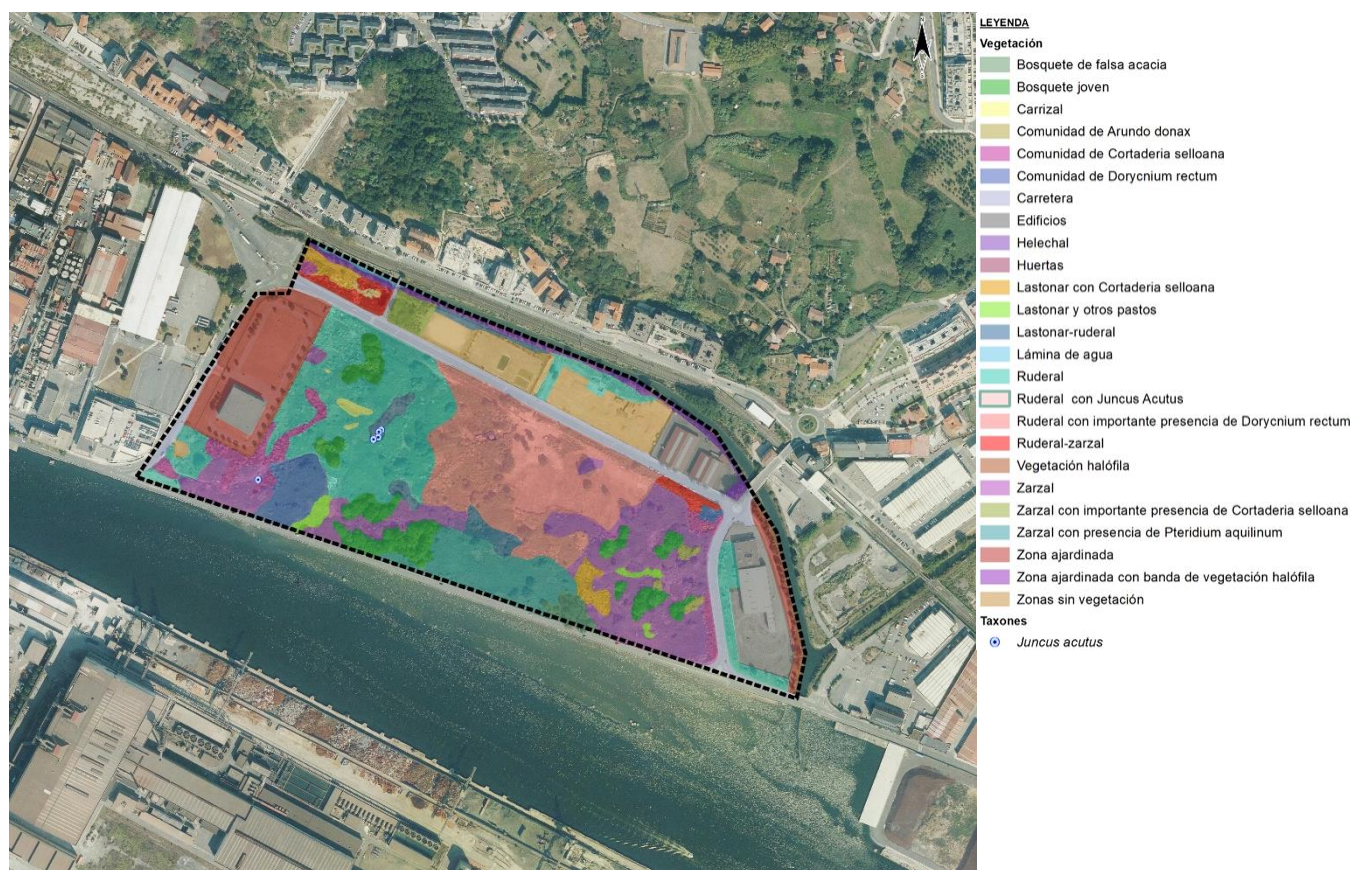 LEYENDA
Vegetación
Bosquete de falsa acacia
Bosquete joven
Carrizal
Comunidad de Arundo donax
Comunidad de Cortaderia selloana
Comunidad de Dorycnium rectum
Carretera
Edificios
Helechal
Huertas
Lastonar con Cortaderia selloana
Lastonar y otros pastos
Lastonar-ruderal
Lámina de agua
Ruderal
Ruderal con Juncus Acutus
Ruderal con importante presencia de Dorycnium rectum
Ruderal-zarzal
Vegetación halófila
Zarzal
Zarzal con importante presencia de Cortaderia selloana
Zarzal con presencia de Pteridium aquilinum
Zona ajardinada
Zona ajardinada con banda de vegetación halófila
Zonas sin vegetación
Taxones
Juncus acutus